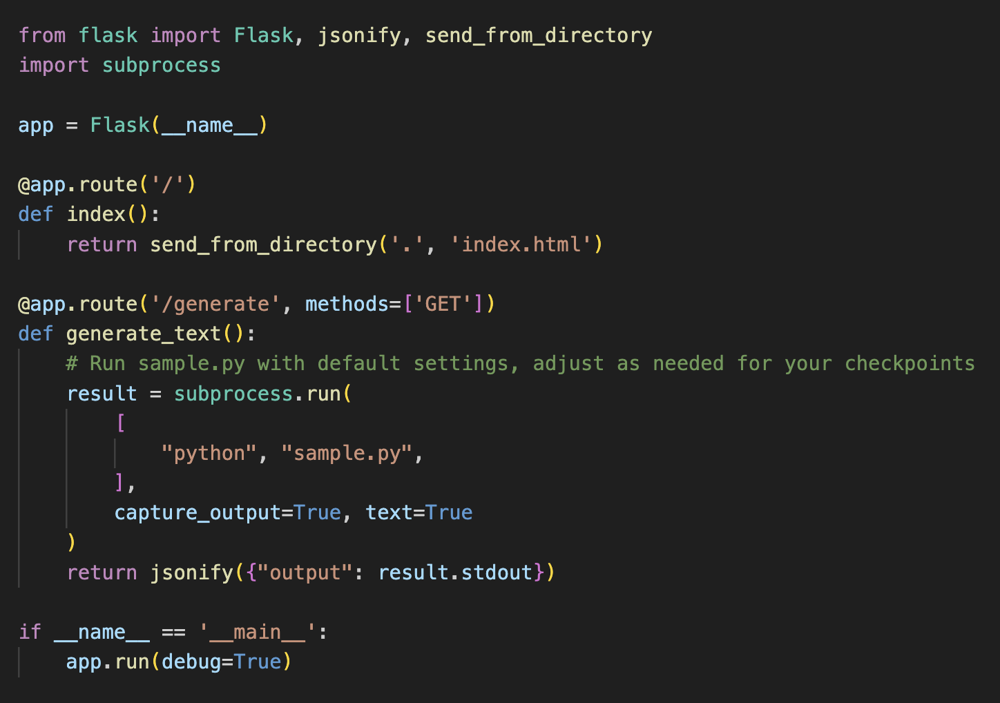 from flask import Flask, jsonify, send_from_directory
import subprocess

app = Flask(__name__)

@app.route('/')
def index():
    return send_from_directory('.', 'index.html')

@app.route('/generate', methods=['GET'])
def generate_text():
    # Run sample.py with default settings, adjust as needed for your checkpoints
    result = subprocess.run(
        [
            "python", "sample.py",
        ],
        capture_output=True, text=True
    )
    return jsonify({"output": result.stdout})

if __name__ == '__main__':
    app.run(debug=True)